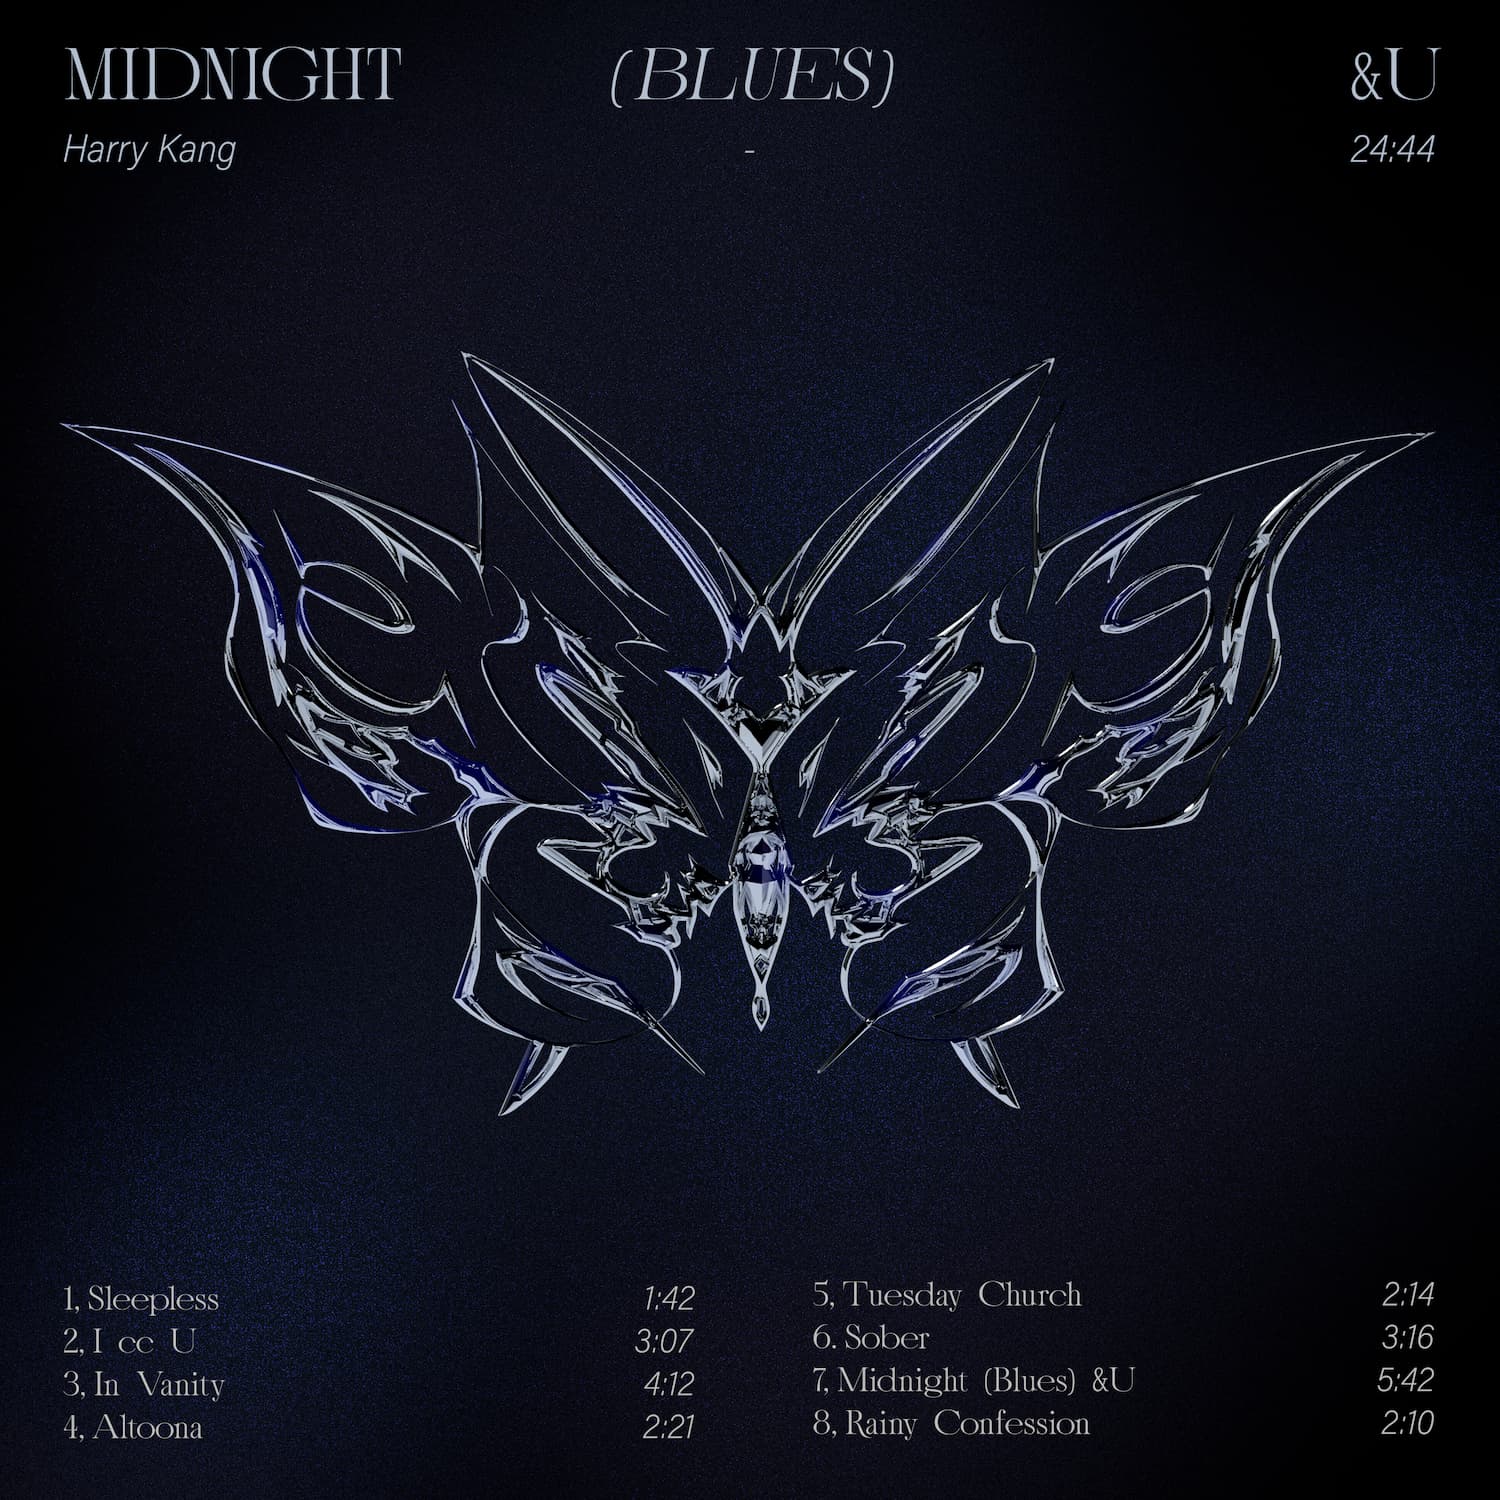 MIDNIGHT (BLUES) &U
Harry Kang - 24:44
1, Sleepless 1:42
2, I cc U 3:07
3, In Vanity 4:12
4, Altoona 2:21
5, Tuesday Church 2:14
6. Sober 3:16
7, Midnight (Blues) &U 5:42
8, Rainy Confession 2:10